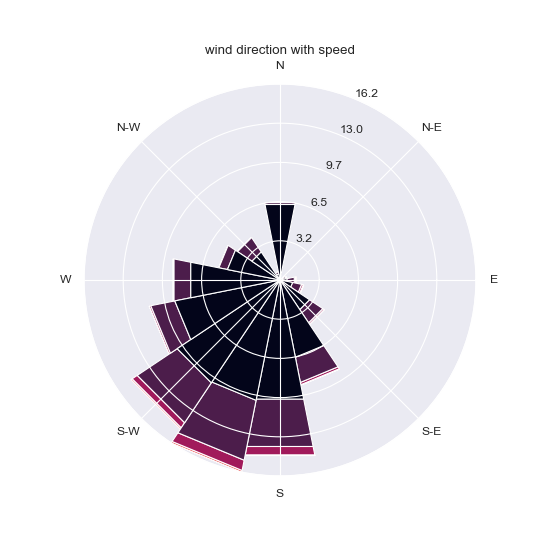 wind direction with speed
N
16.2
N-W
N-E
13.0
9.7
6.5
3.2
W
E
S-W
S-E
S